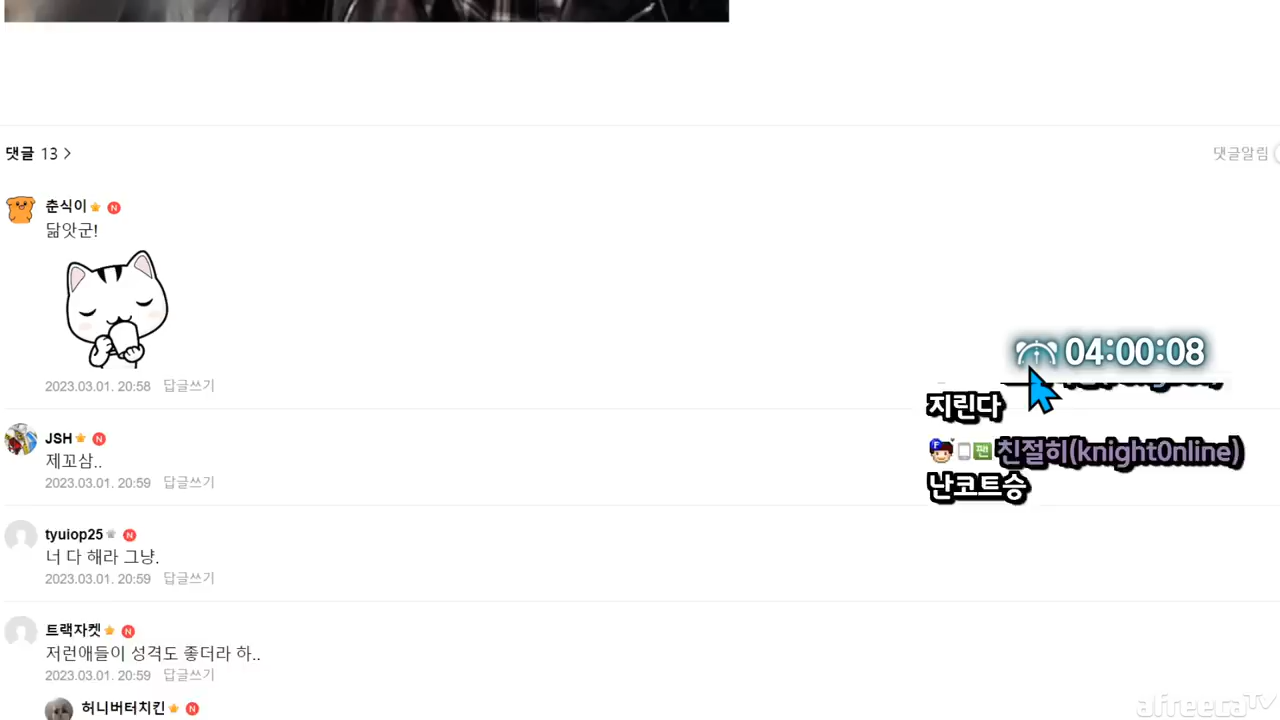 댓글 13 >
댓글알림
춘식이 N
닮앗군!
2023.03.01. 20:58 답글쓰기
04:00:08
지린다
JSH N
제꼬삼..
2023.03.01. 20:59 답글쓰기
F 팬 친절히(knight0nline)
난코트승
tyuiop25 N
너 다 해라 그냥.
2023.03.01. 20:59 답글쓰기
트랙자켓 N
저런애들이 성격도 좋더라 하..
2023.03.01. 20:59 답글쓰기
허니버터치킨 N
afreecaTV